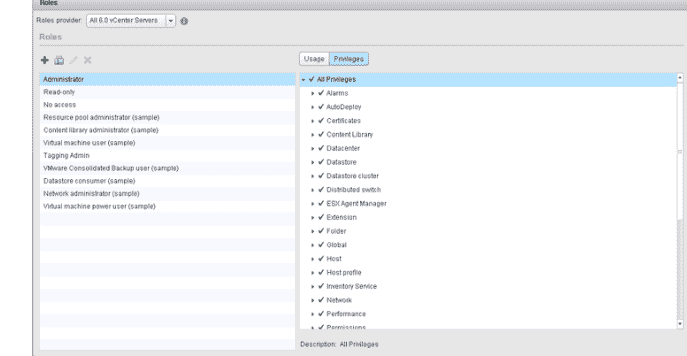 Roles
Roles provider: All 6.0 vCenter Servers
Roles
Usage Privileges
Administrator
Read-only
No access
Resource pool administrator (sample)
Content library administrator (sample)
Virtual machine user (sample)
Tagging Admin
VMware Consolidated Backup user (sample)
Datastore consumer (sample)
Network administrator (sample)
Virtual machine power user (sample)
All Privileges
Alarms
AutoDeploy
Certificates
Content Library
Datacenter
Datastore
Datastore cluster
Distributed switch
ESX Agent Manager
Extension
Folder
Global
Host
Host profile
Inventory Service
Network
Performance
Permissions
Description: All Privileges